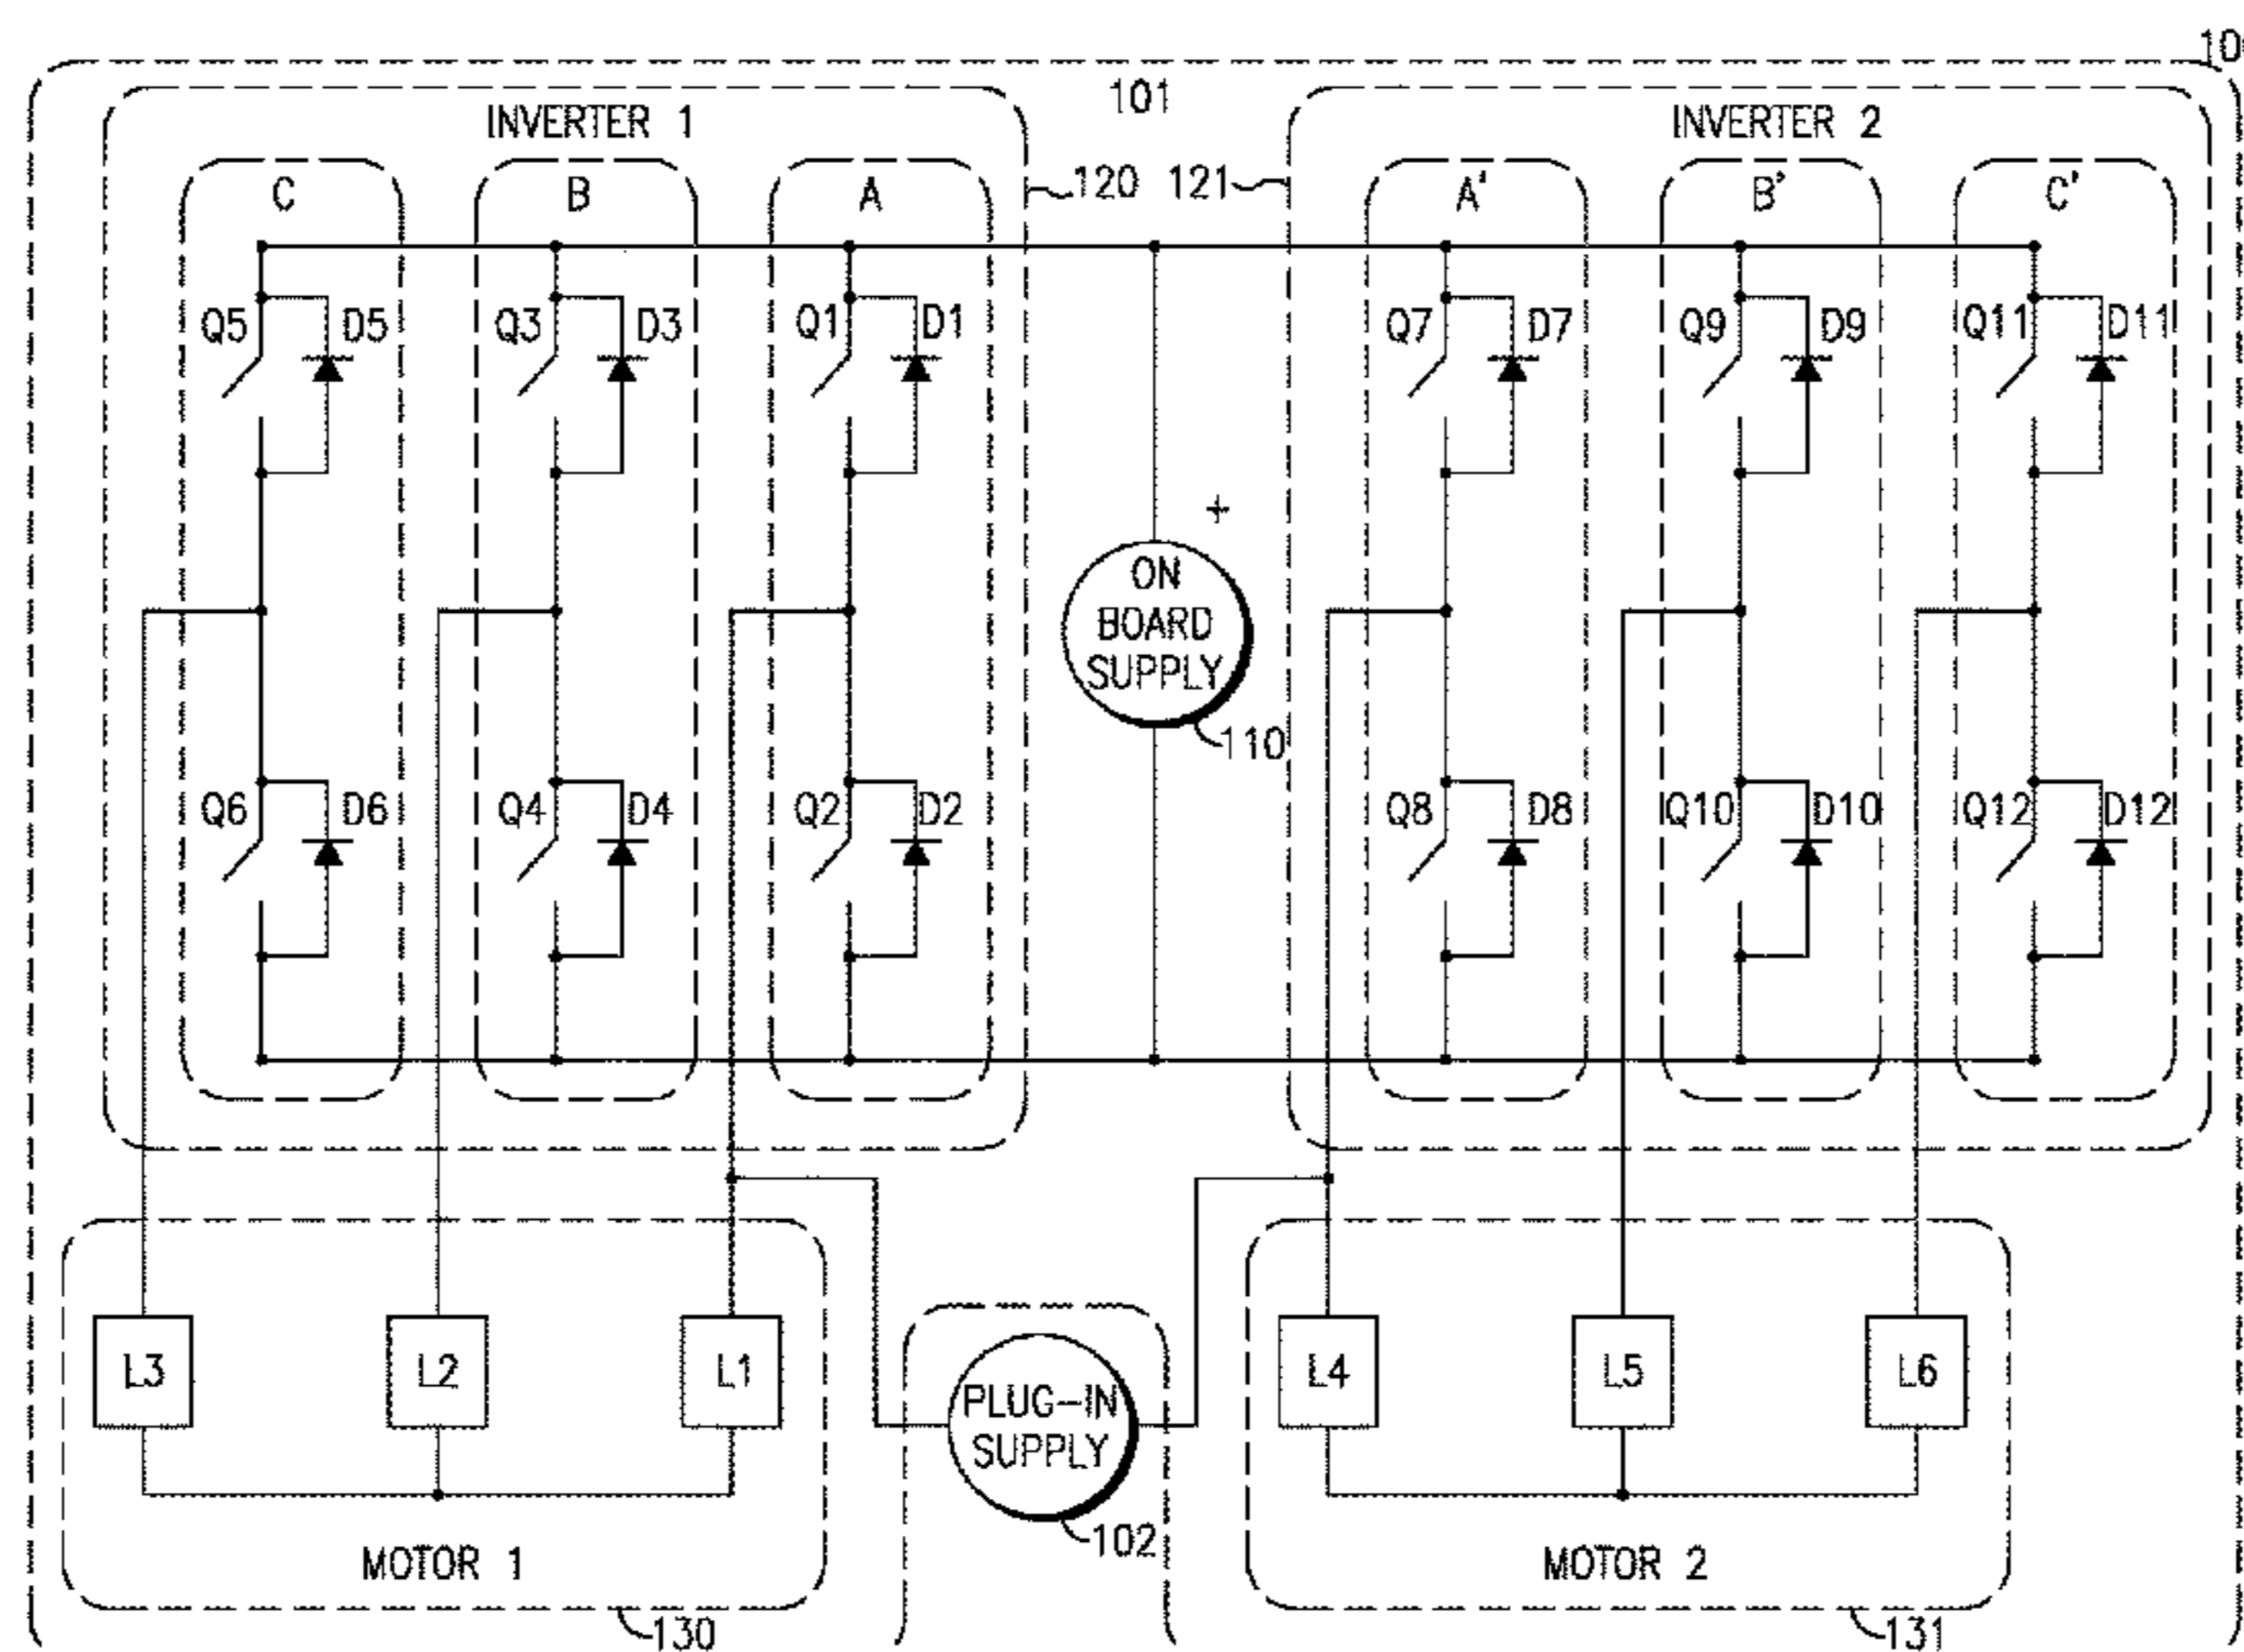 10
101
INVERTER 1
INVERTER 2
120
121
C
B
A
A'
B'
C'
Q5
D5
Q3
D3
Q1
D1
Q7
D7
Q9
D9
Q11
D11
+
ON
BOARD
SUPPLY
110
Q6
D6
Q4
D4
Q2
D2
Q8
D8
Q10
D10
Q12
D12
L3
L2
L1
PLUG-IN
SUPPLY
102
L4
L5
L6
MOTOR 1
MOTOR 2
130
131